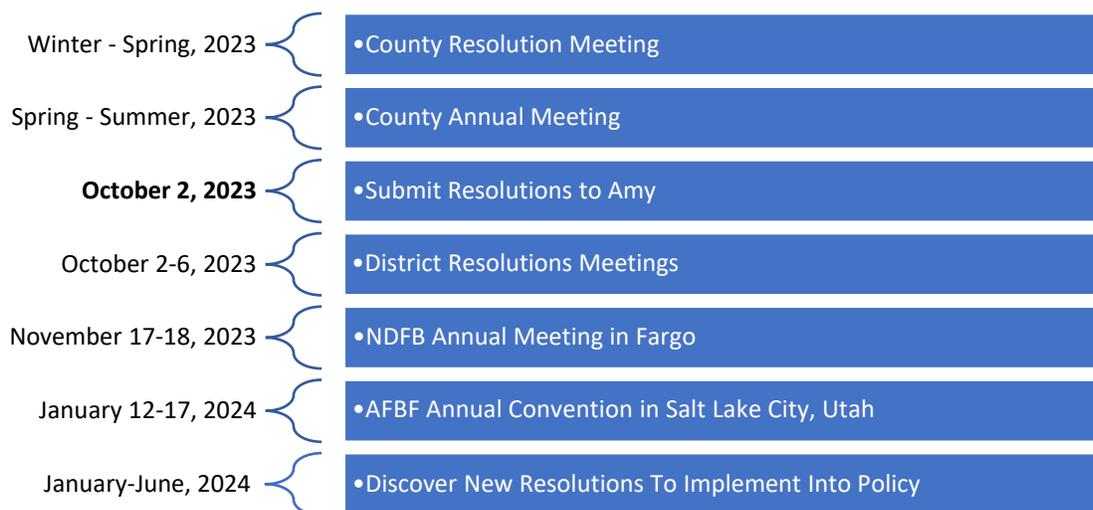 Winter - Spring, 2023
•County Resolution Meeting
Spring - Summer, 2023
•County Annual Meeting
October 2, 2023
•Submit Resolutions to Amy
October 2-6, 2023
•District Resolutions Meetings
November 17-18, 2023
•NDFB Annual Meeting in Fargo
January 12-17, 2024
•AFBF Annual Convention in Salt Lake City, Utah
January-June, 2024
•Discover New Resolutions To Implement Into Policy